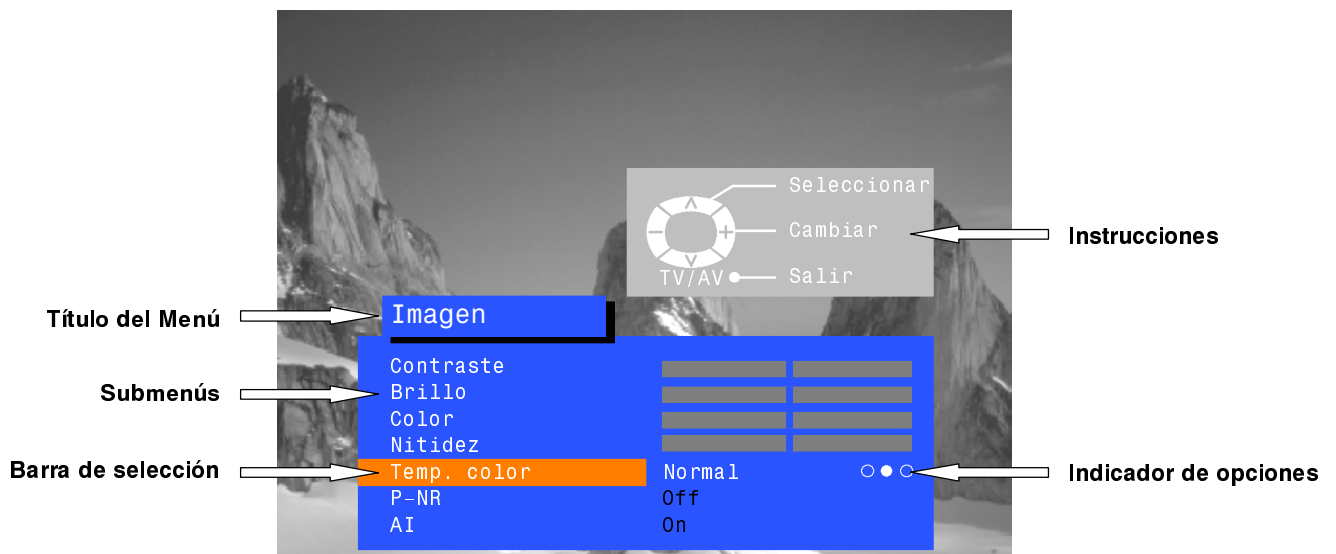 Seleccionar
Cambiar
TV/AV Salir
Instrucciones
Título del Menú
Imagen
Contraste
Submenús
Brillo
Color
Nitidez
Barra de selección
Temp. color Normal
Indicador de opciones
P-NR Off
AI On